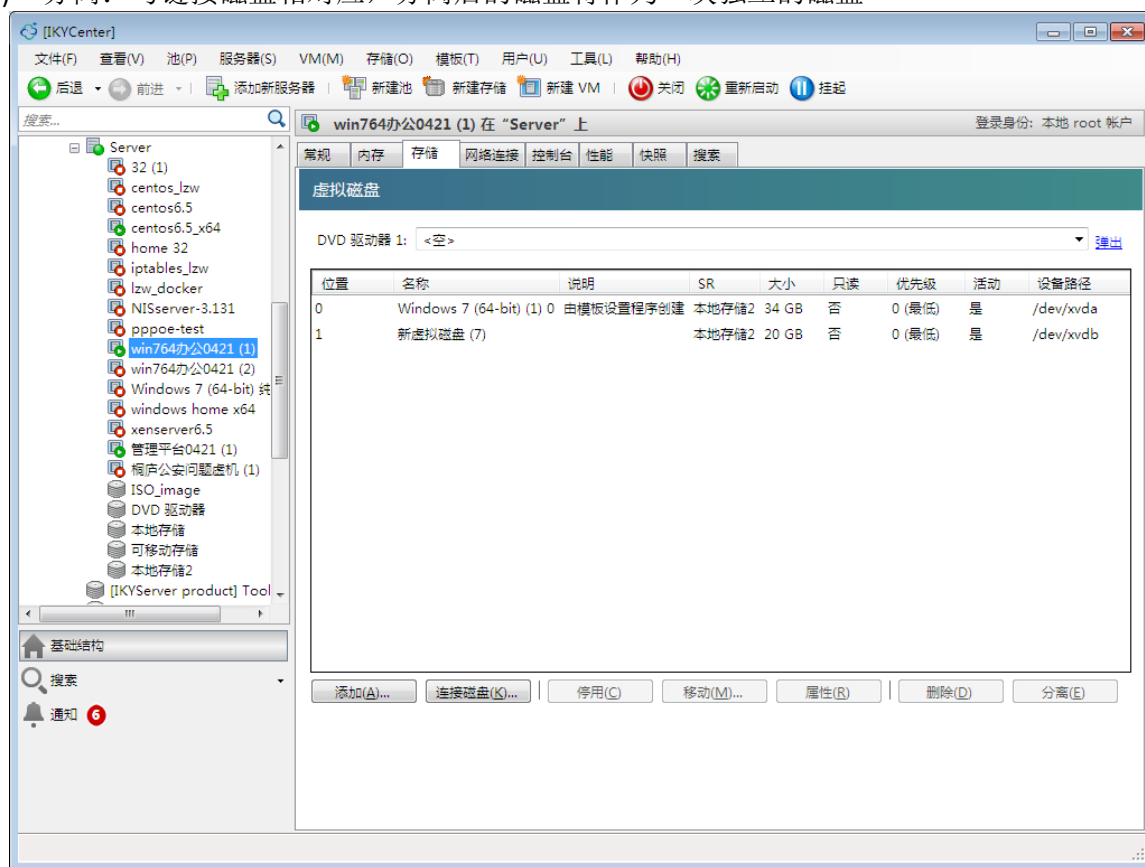 [IKYCenter]
文件(F) 查看(V) 池(P) 服务器(S) VM(M) 存储(O) 模板(T) 用户(U) 工具(L) 帮助(H)
后退 前进 添加新服务器 新建池 新建存储 新建 VM 关闭 重新启动 挂起
搜索...
win764办公0421 (1) 在“Server”上 登录身份: 本地 root 帐户
常规 内存 存储 网络连接 控制台 性能 快照 搜索
虚拟磁盘
DVD 驱动器 1: <空> 弹出
位置 名称 说明 SR 大小 只读 优先级 活动 设备路径
0 Windows 7 (64-bit) (1) 0 由模板设置程序创建 本地存储2 34 GB 否 0 (最低) 是 /dev/xvda
1 新虚拟磁盘 (7) 本地存储2 20 GB 否 0 (最低) 是 /dev/xvdb
Server
32 (1)
centos_lzw
centos6.5
centos6.5_x64
home 32
iptables_lzw
lzw_docker
NISserver-3.131
pppoe-test
win764办公0421 (1)
win764办公0421 (2)
Windows 7 (64-bit) 纯
windows home x64
xenserver6.5
管理平台0421 (1)
桐庐公安问题虚机 (1)
ISO_image
DVD 驱动器
本地存储
可移动存储
本地存储2
[IKYServer product] Tool
基础结构
搜索
通知 6
添加(A)... 连接磁盘(K)... 停用(C) 移动(M)... 属性(R) 删除(D) 分离(E)